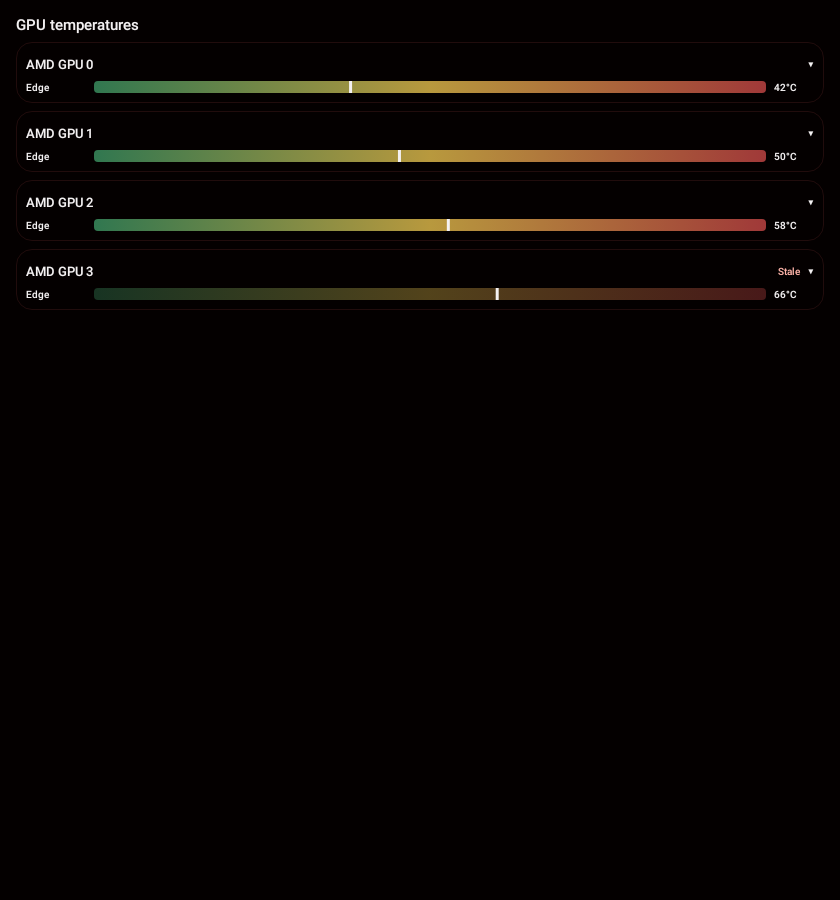 GPU temperatures
AMD GPU 0 ▼
Edge 42°C
AMD GPU 1 ▼
Edge 50°C
AMD GPU 2 ▼
Edge 58°C
AMD GPU 3 Stale ▼
Edge 66°C